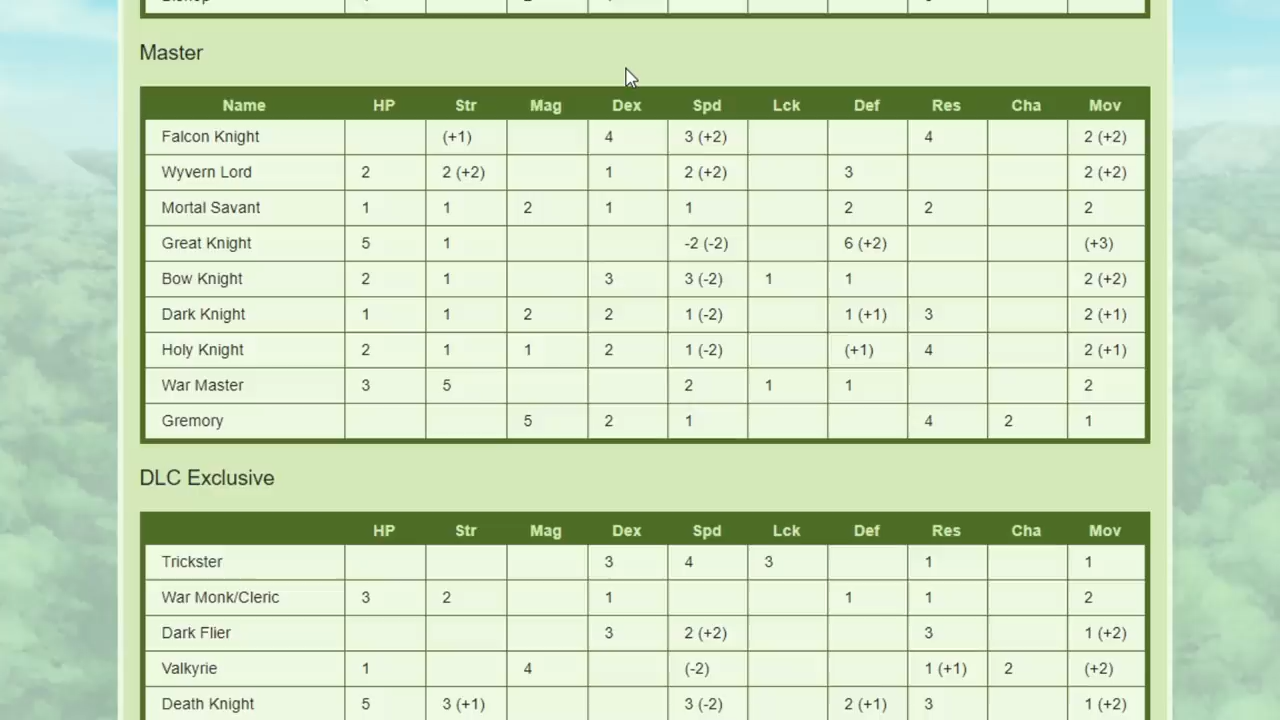 Master
Name HP Str Mag Dex Spd Lck Def Res Cha Mov
Falcon Knight (+1) 4 3 (+2) 4 2 (+2)
Wyvern Lord 2 2 (+2) 1 2 (+2) 3 2 (+2)
Mortal Savant 1 1 2 1 1 2 2 2
Great Knight 5 1 -2 (-2) 6 (+2) (+3)
Bow Knight 2 1 3 3 (-2) 1 1 2 (+2)
Dark Knight 1 1 2 2 1 (-2) 1 (+1) 3 2 (+1)
Holy Knight 2 1 1 2 1 (-2) (+1) 4 2 (+1)
War Master 3 5 2 1 1 2
Gremory 5 2 1 4 2 1
DLC Exclusive
HP Str Mag Dex Spd Lck Def Res Cha Mov
Trickster 3 4 3 1 1
War Monk/Cleric 3 2 1 1 1 2
Dark Flier 3 2 (+2) 3 1 (+2)
Valkyrie 1 4 (-2) 1 (+1) 2 (+2)
Death Knight 5 3 (+1) 3 (-2) 2 (+1) 3 1 (+2)